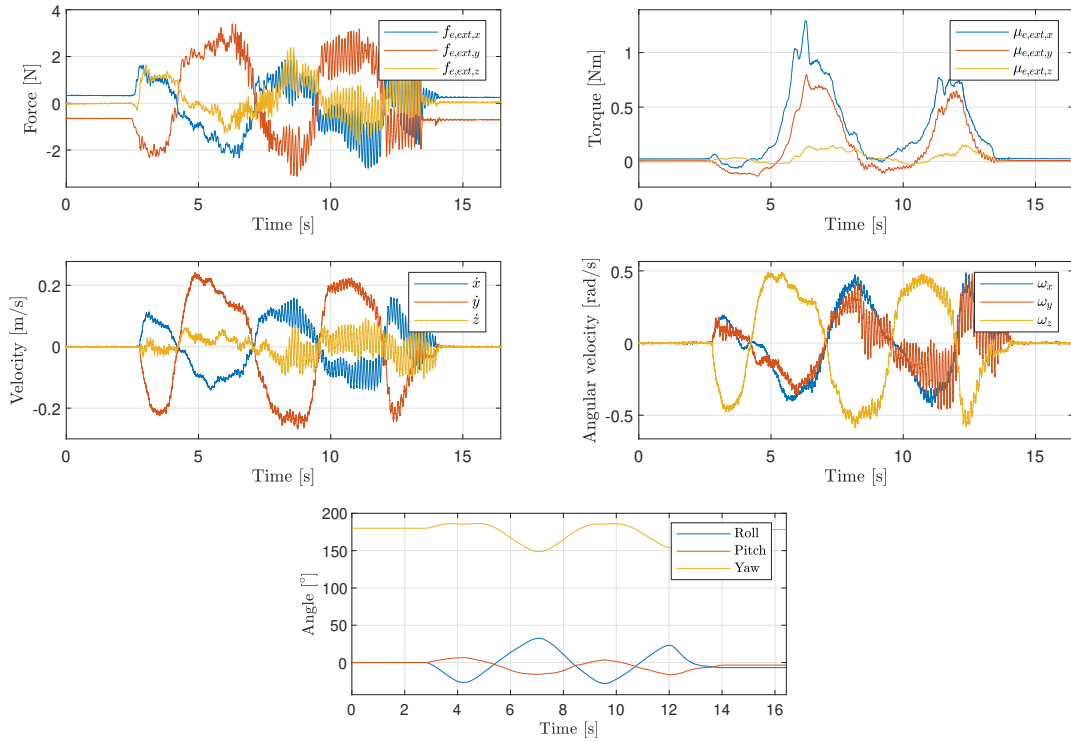 4
2
0
-2
Force [N]
0
5
10
15
Time [s]
f_{e,ext,x}
f_{e,ext,y}
f_{e,ext,z}
1
0.5
0
Torque [Nm]
0
5
10
15
Time [s]
μ_{e,ext,x}
μ_{e,ext,y}
μ_{e,ext,z}
0.2
0
-0.2
Velocity [m/s]
0
5
10
15
Time [s]
ẋ
ẏ
ż
0.5
0
-0.5
Angular velocity [rad/s]
0
5
10
15
Time [s]
ω_x
ω_y
ω_z
200
150
100
50
0
Angle [°]
0
2
4
6
8
10
12
14
16
Time [s]
Roll
Pitch
Yaw